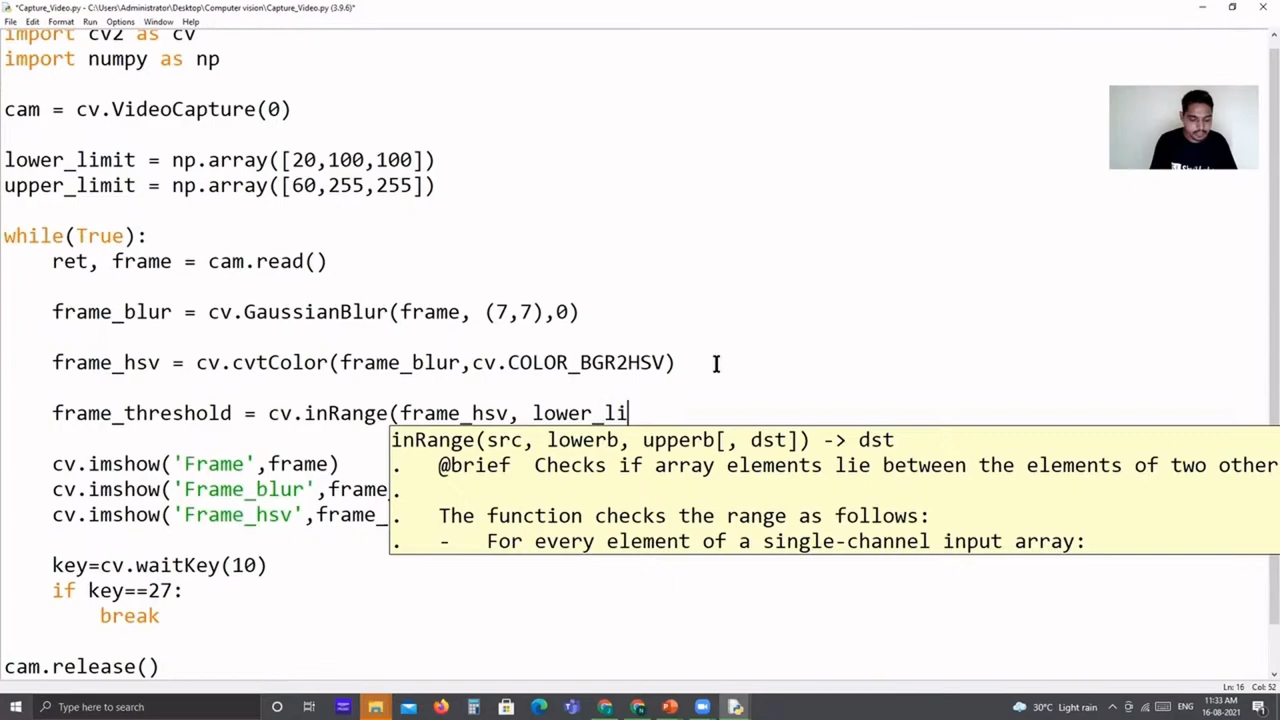 *Capture_Video.py - C:\Users\Administrator\Desktop\Computer vision\Capture_Video.py (3.9.6)*
File Edit Format Run Options Window Help
import cv2 as cv
import numpy as np
cam = cv.VideoCapture(0)
lower_limit = np.array([20,100,100])
upper_limit = np.array([60,255,255])
while(True):
ret, frame = cam.read()
frame_blur = cv.GaussianBlur(frame, (7,7),0)
frame_hsv = cv.cvtColor(frame_blur,cv.COLOR_BGR2HSV)
frame_threshold = cv.inRange(frame_hsv, lower_li
inRange(src, lowerb, upperb[, dst]) -> dst
cv.imshow('Frame',frame)
. @brief Checks if array elements lie between the elements of two other
cv.imshow('Frame_blur',frame_
.
cv.imshow('Frame_hsv',frame_
. The function checks the range as follows:
. - For every element of a single-channel input array:
key=cv.waitKey(10)
if key==27:
break
cam.release()
Ln: 16 Col: 52
Type here to search
30°C Light rain
11:33 AM
16-08-2021